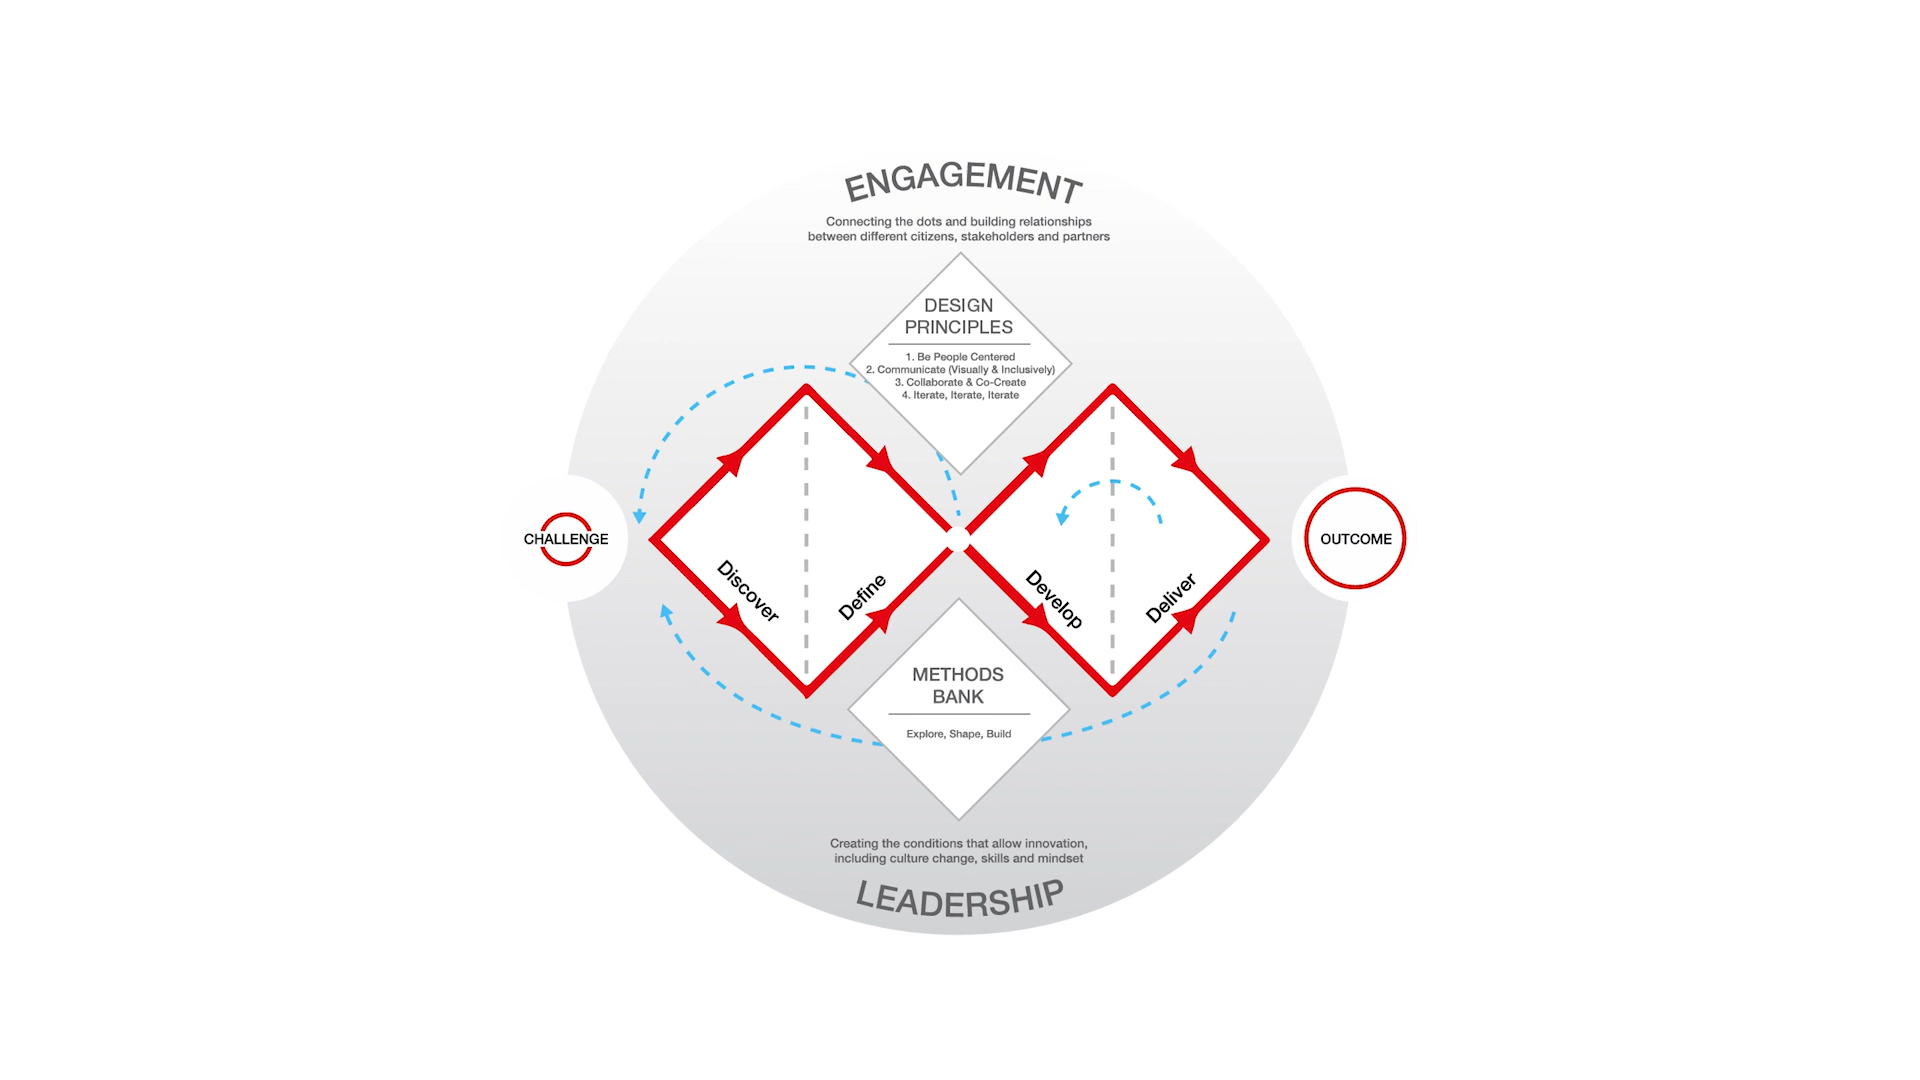 ENGAGEMENT
Connecting the dots and building relationships
between different citizens, stakeholders and partners
DESIGN
PRINCIPLES
1. Be People Centered
2. Communicate (Visually & Inclusively)
3. Collaborate & Co-Create
4. Iterate, Iterate, Iterate
CHALLENGE
OUTCOME
Discover
Define
Develop
Deliver
METHODS
BANK
Explore, Shape, Build
Creating the conditions that allow innovation,
including culture change, skills and mindset
LEADERSHIP